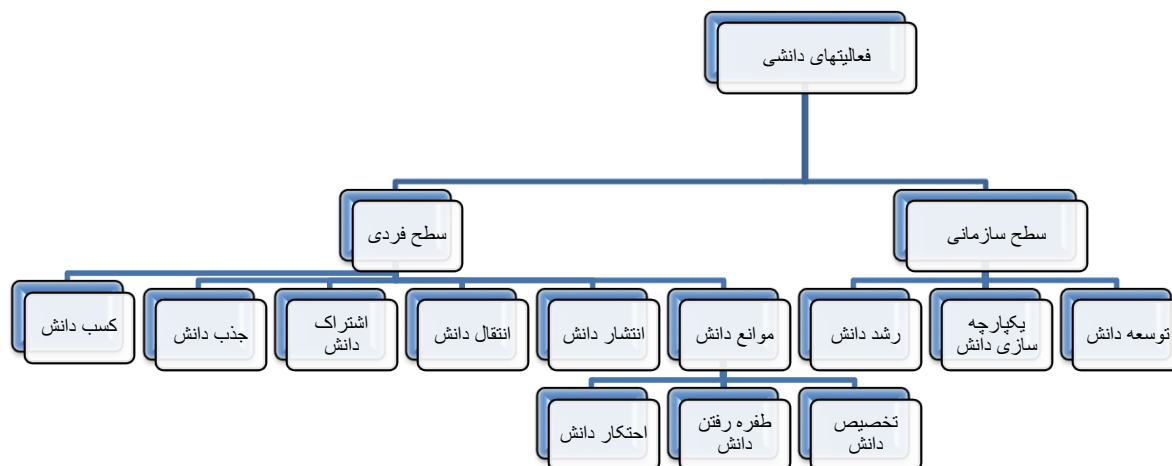 فعالیتهای دانشی
سطح سازمانی
سطح فردی
توسعه دانش
یکپارچه
سازی دانش
رشد دانش
موانع دانش
انتشار دانش
انتقال دانش
اشتراک
دانش
جذب دانش
کسب دانش
تخصیص
دانش
طفره رفتن
دانش
احتکار دانش